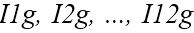 I1g, I2g, ..., I12g